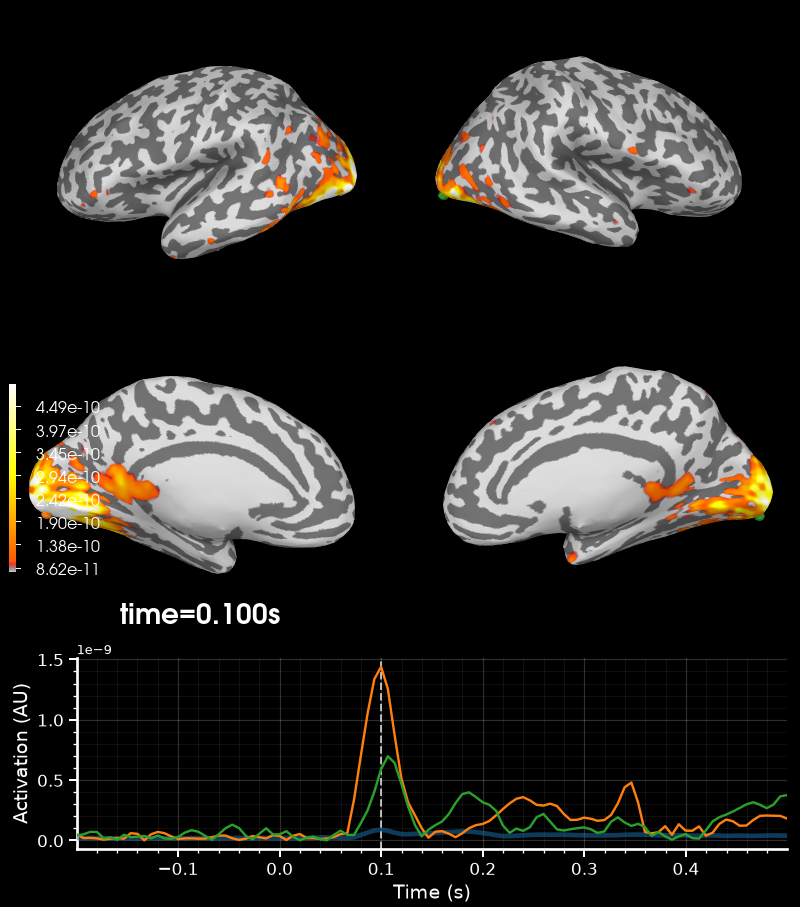 4.49e-10
3.97e-10
3.45e-10
2.94e-10
2.42e-10
1.90e-10
1.38e-10
8.62e-11
time=0.100s
1e−9
1.5
1.0
0.5
0.0
Activation (AU)
−0.1 0.0 0.1 0.2 0.3 0.4
Time (s)